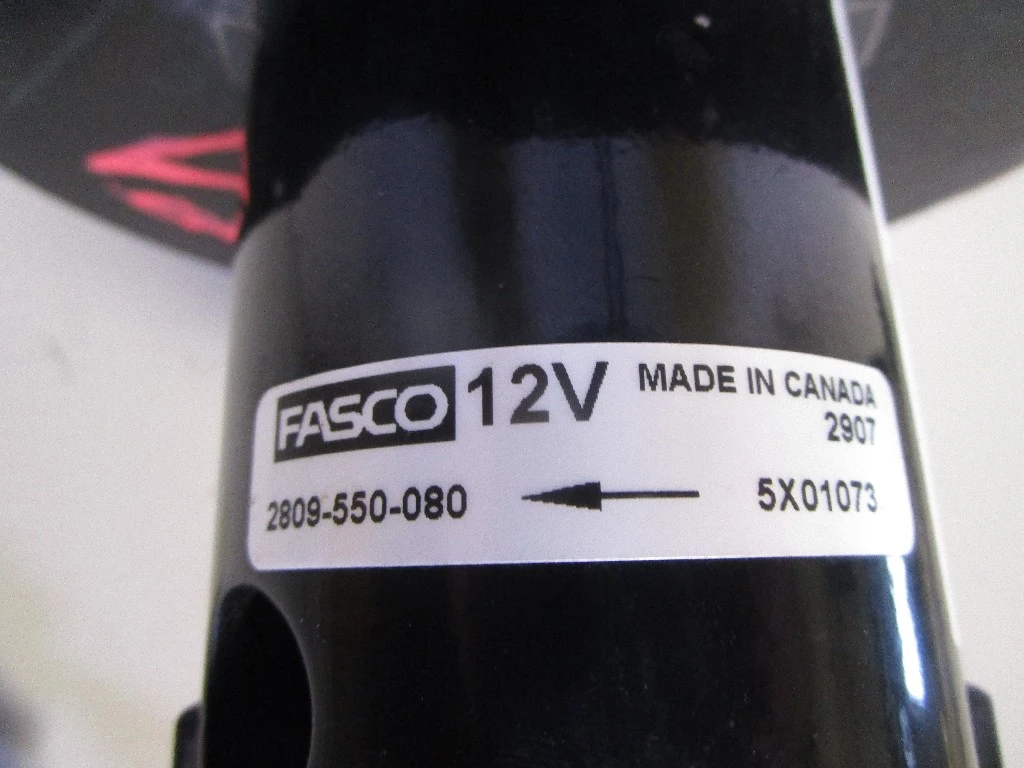 FASCO 12V MADE IN CANADA
2907
2809-550-080 5X01073